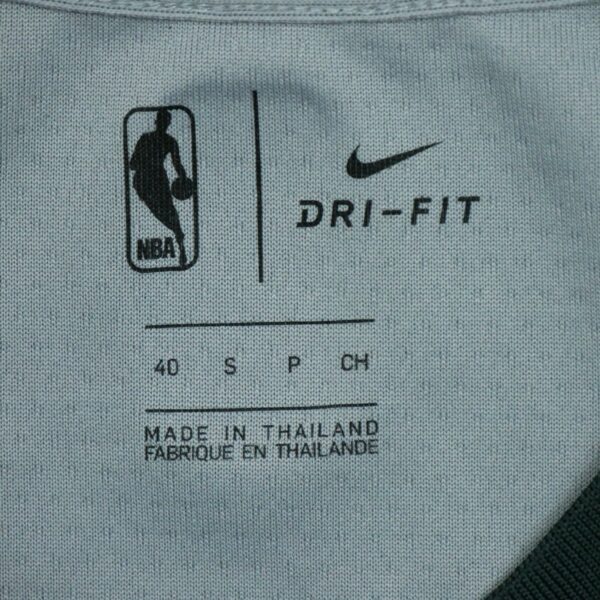 NBA
DRI-FIT
40 S P CH
MADE IN THAILAND
FABRIQUE EN THAILANDE